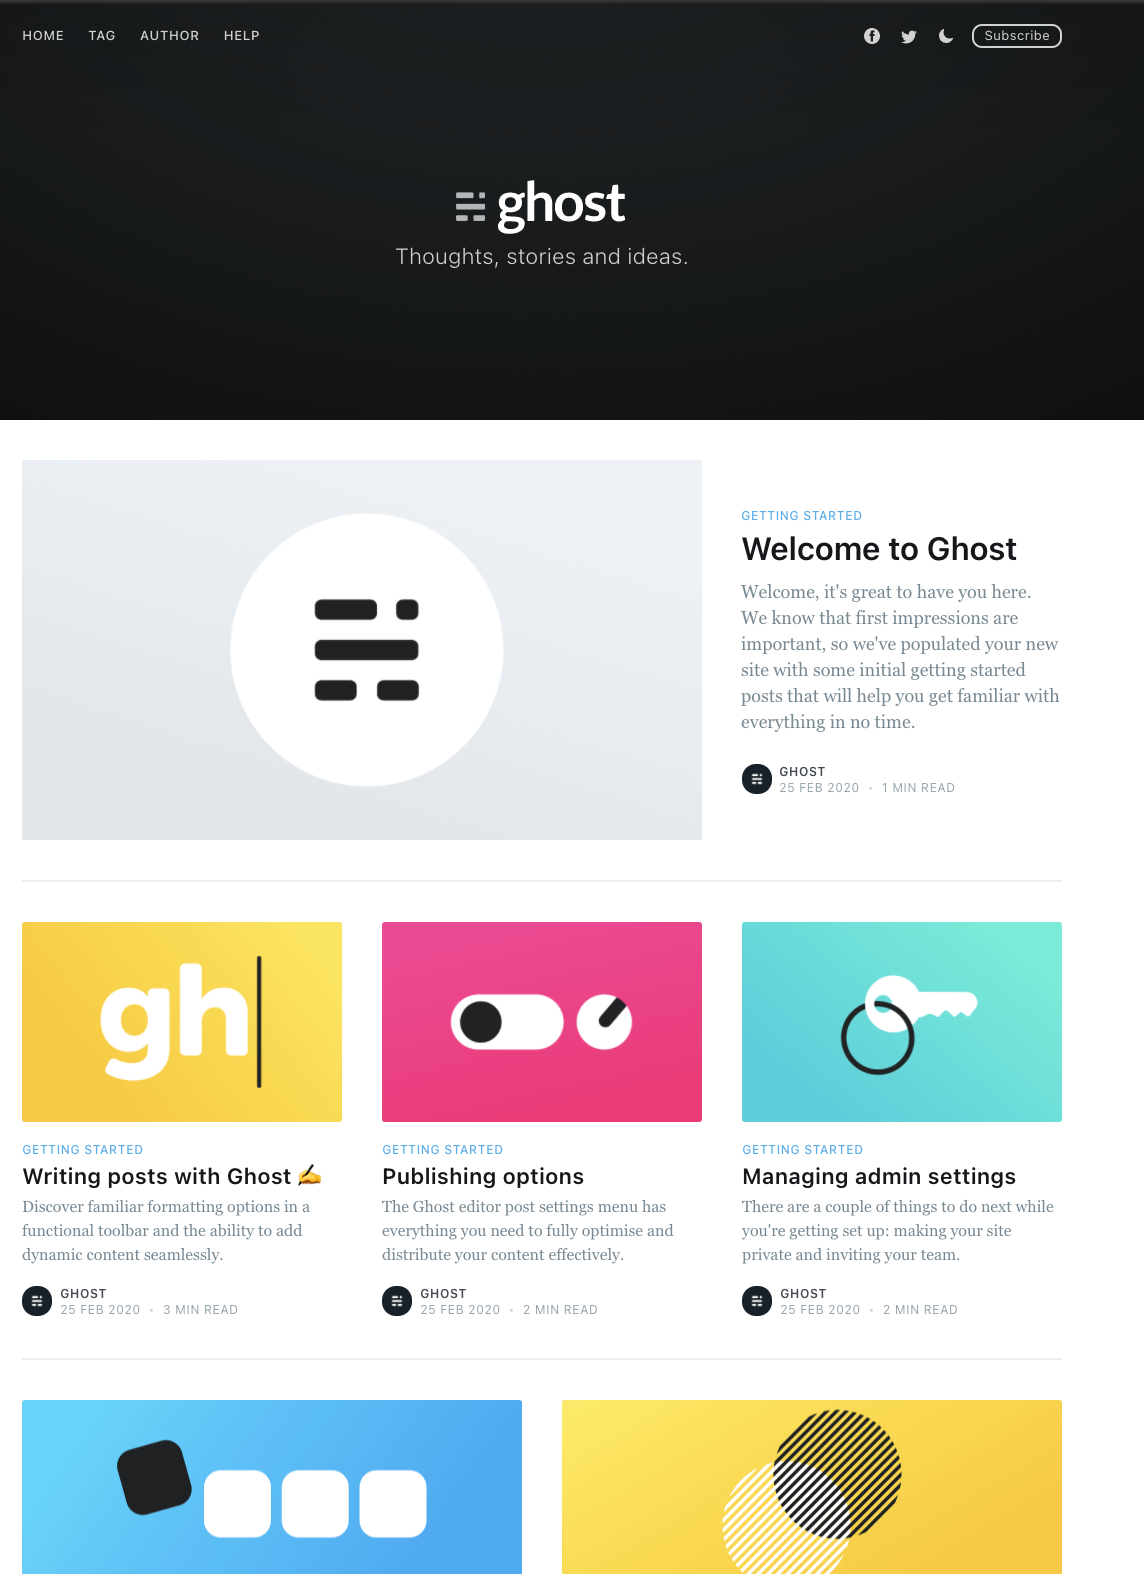 HOME TAG AUTHOR HELP
Subscribe
ghost
Thoughts, stories and ideas.
GETTING STARTED
Welcome to Ghost
Welcome, it's great to have you here.
We know that first impressions are
important, so we've populated your new
site with some initial getting started
posts that will help you get familiar with
everything in no time.
GHOST
25 FEB 2020 • 1 MIN READ
gh
GETTING STARTED
Writing posts with Ghost ✍️
Discover familiar formatting options in a
functional toolbar and the ability to add
dynamic content seamlessly.
GHOST
25 FEB 2020 • 3 MIN READ
GETTING STARTED
Publishing options
The Ghost editor post settings menu has
everything you need to fully optimise and
distribute your content effectively.
GHOST
25 FEB 2020 • 2 MIN READ
GETTING STARTED
Managing admin settings
There are a couple of things to do next while
you're getting set up: making your site
private and inviting your team.
GHOST
25 FEB 2020 • 2 MIN READ